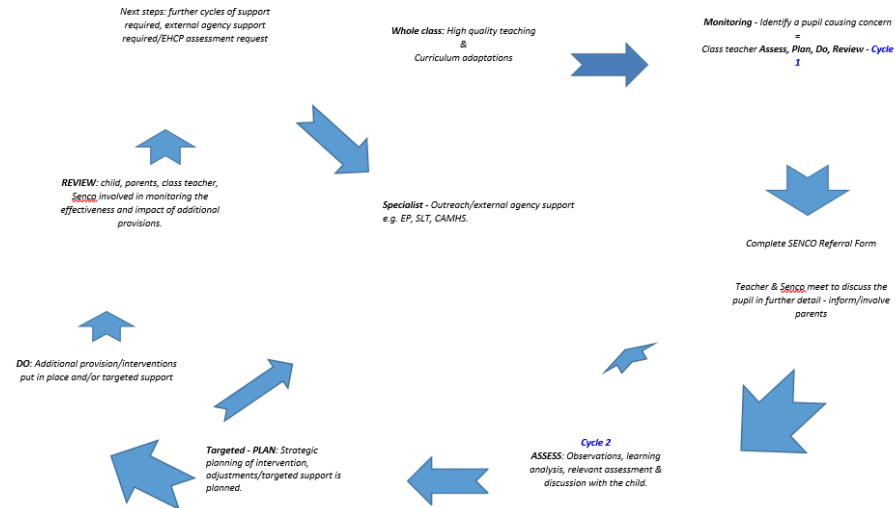 Next steps: further cycles of support
required, external agency support
required/EHCP assessment request
Whole class: High quality teaching
&
Curriculum adaptations
Monitoring - Identify a pupil causing concern
=
Class teacher Assess, Plan, Do, Review - Cycle
1
Complete SENCO Referral Form
Teacher & Senco meet to discuss the
pupil in further detail - inform/involve
parents
Cycle 2
ASSESS: Observations, learning
analysis, relevant assessment &
discussion with the child.
Targeted - PLAN: Strategic
planning of intervention,
adjustments/targeted support is
planned.
DO: Additional provision/interventions
put in place and/or targeted support
REVIEW: child, parents, class teacher,
Senco involved in monitoring the
effectiveness and impact of additional
provisions.
Specialist - Outreach/external agency support
e.g. EP, SLT, CAMHS.